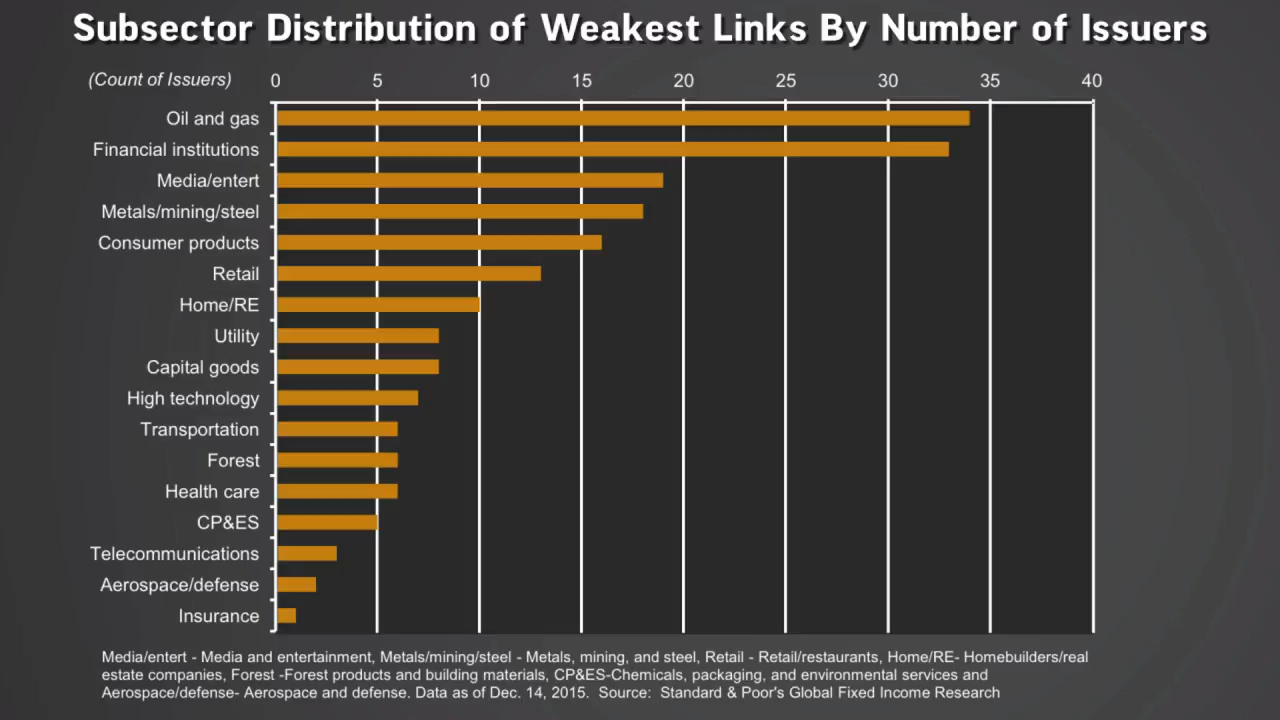 Subsector Distribution of Weakest Links By Number of Issuers
(Count of Issuers) 0 5 10 15 20 25 30 35 40
Oil and gas
Financial institutions
Media/entert
Metals/mining/steel
Consumer products
Retail
Home/RE
Utility
Capital goods
High technology
Transportation
Forest
Health care
CP&ES
Telecommunications
Aerospace/defense
Insurance
Media/entert - Media and entertainment, Metals/mining/steel - Metals, mining, and steel, Retail - Retail/restaurants, Home/RE- Homebuilders/real
estate companies, Forest -Forest products and building materials, CP&ES-Chemicals, packaging, and environmental services and
Aerospace/defense- Aerospace and defense. Data as of Dec. 14, 2015.  Source:  Standard & Poor's Global Fixed Income Research